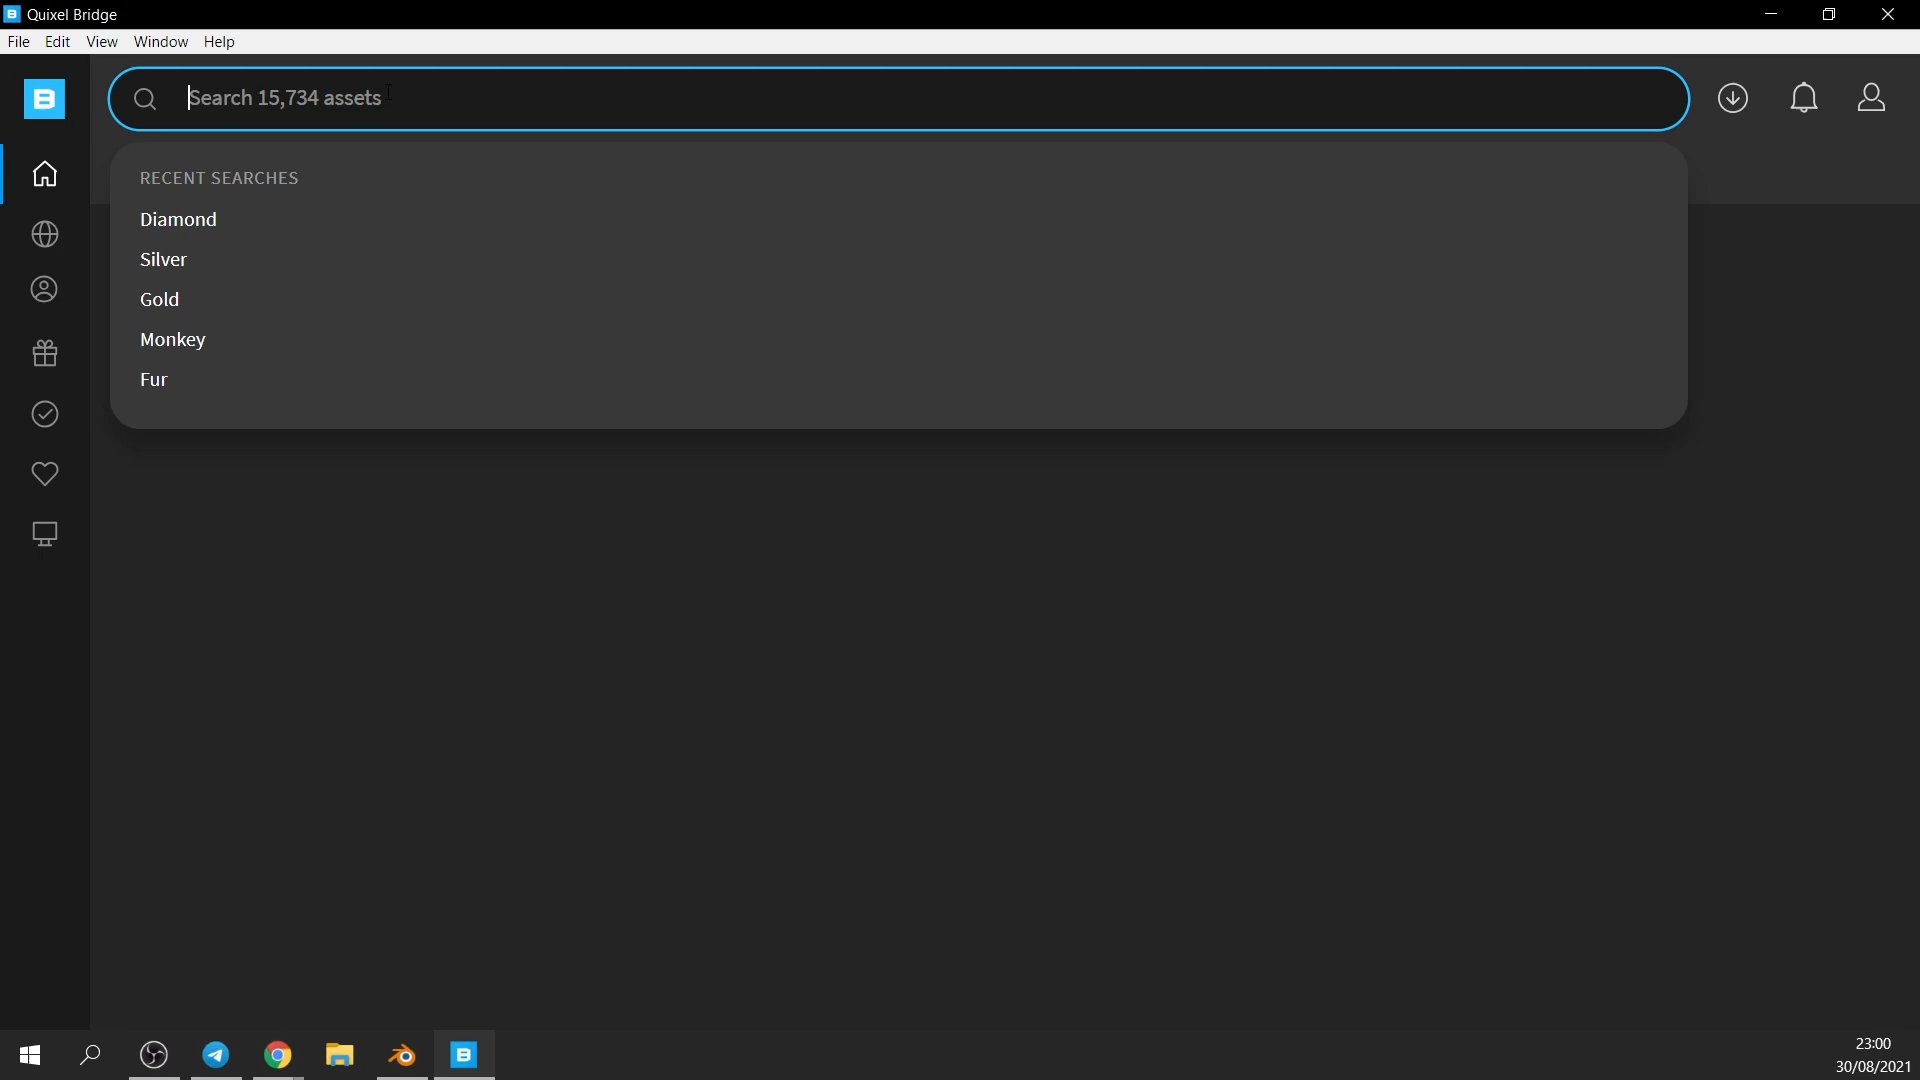 Quixel Bridge
File Edit View Window Help
Search 15,734 assets
RECENT SEARCHES
Diamond
Silver
Gold
Monkey
Fur
23:00
30/08/2021